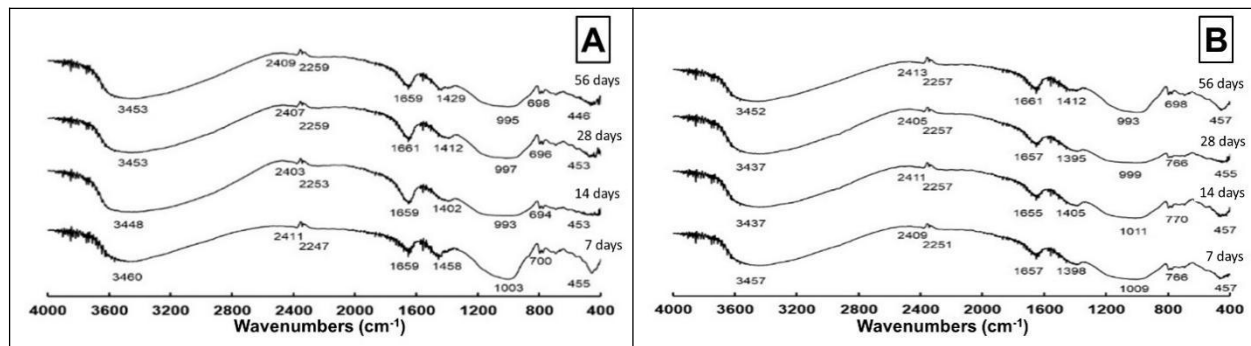 A
2409 2259 56 days
3453 1659 1429 698
2407 2259 995 446
28 days
3453 1661 1412 696
2403 2253 997 453
14 days
3448 1659 1402 694
2411 2247 993 453
7 days
3460 1659 1458 700
1003 455
4000 3600 3200 2800 2400 2000 1600 1200 800 400
Wavenumbers (cm-1)
B
2413 2257 56 days
3452 1661 1412 698
2405 2257 993 457
28 days
3437 1657 1395 766
2411 2257 999 455
14 days
3437 1655 1405 770
2409 2251 1011 457
7 days
3457 1657 1398 766
1009 457
4000 3600 3200 2800 2400 2000 1600 1200 800 400
Wavenumbers (cm-1)